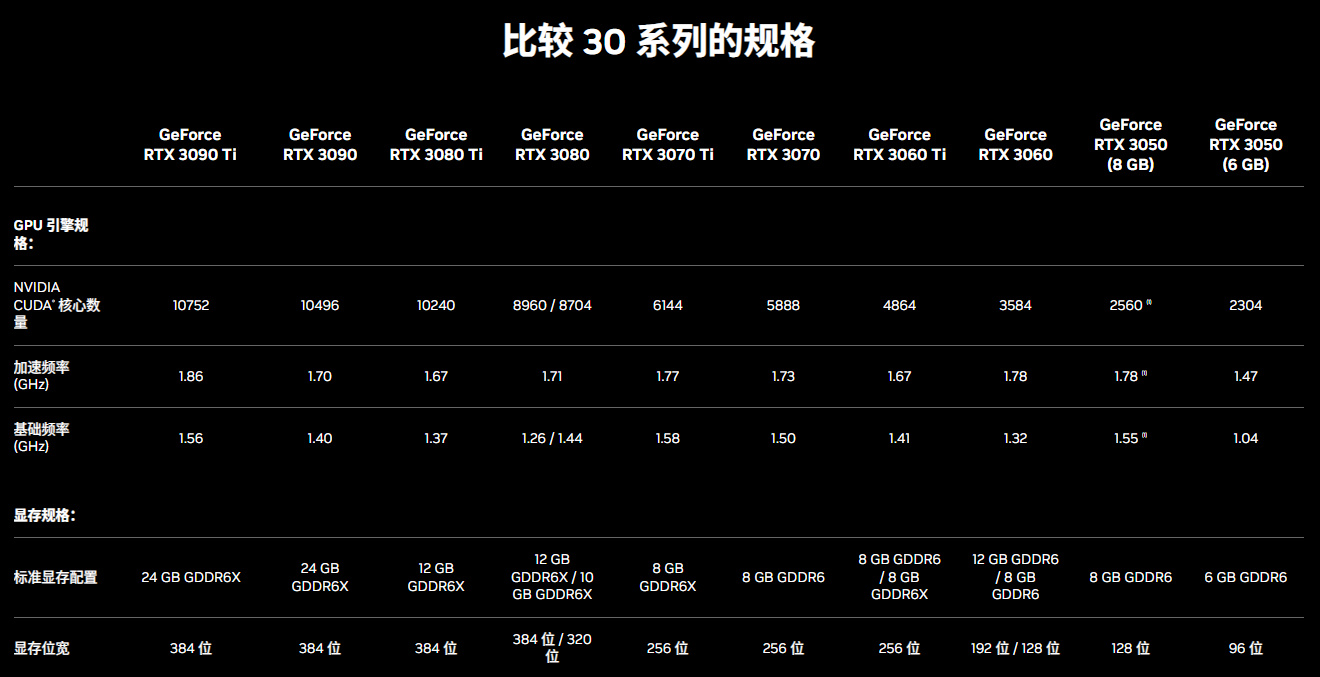 比较 30 系列的规格
GeForce RTX 3090 Ti
GeForce RTX 3090
GeForce RTX 3080 Ti
GeForce RTX 3080
GeForce RTX 3070 Ti
GeForce RTX 3070
GeForce RTX 3060 Ti
GeForce RTX 3060
GeForce RTX 3050 (8 GB)
GeForce RTX 3050 (6 GB)
GPU 引擎规格：
NVIDIA CUDA® 核心数量 10752 10496 10240 8960 / 8704 6144 5888 4864 3584 2560 (1) 2304
加速频率 (GHz) 1.86 1.70 1.67 1.71 1.77 1.73 1.67 1.78 1.78 (1) 1.47
基础频率 (GHz) 1.56 1.40 1.37 1.26 / 1.44 1.58 1.50 1.41 1.32 1.55 (1) 1.04
显存规格：
标准显存配置 24 GB GDDR6X 24 GB GDDR6X 12 GB GDDR6X 12 GB GDDR6X / 10 GB GDDR6X 8 GB GDDR6X 8 GB GDDR6 8 GB GDDR6 / 8 GB GDDR6X 12 GB GDDR6 / 8 GB GDDR6 8 GB GDDR6 6 GB GDDR6
显存位宽 384 位 384 位 384 位 384 位 / 320 位 256 位 256 位 256 位 192 位 / 128 位 128 位 96 位